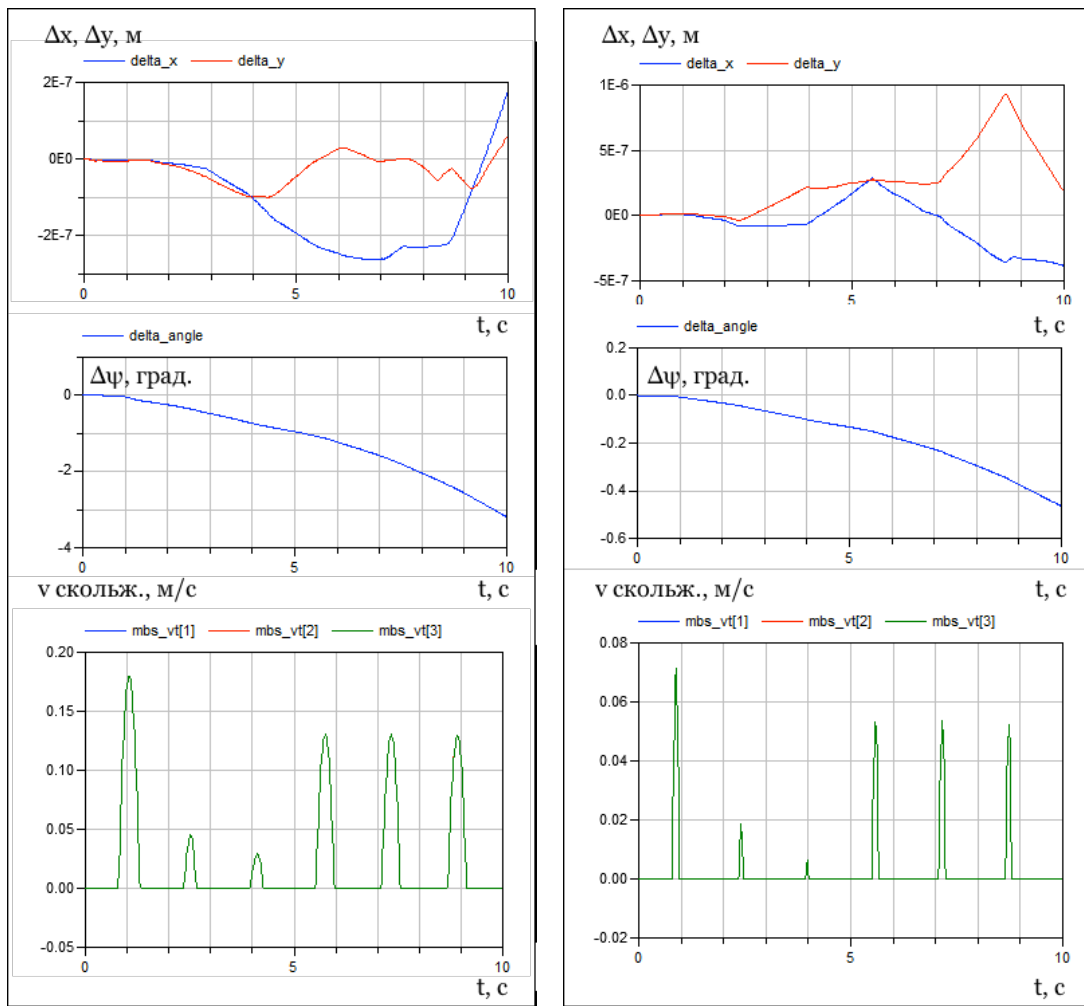 Δx, Δy, м
delta_x delta_y
2E-7
0E0
-2E-7
0 5 10
t, с
delta_angle
Δψ, град.
0
-2
-4
0 5 10
v скольж., м/с t, с
mbs_vt[1] mbs_vt[2] mbs_vt[3]
0.20
0.15
0.10
0.05
0.00
-0.05
0 5 10
t, с
Δx, Δy, м
delta_x delta_y
1E-6
5E-7
0E0
-5E-7
0 5 10
t, с
delta_angle
0.2
Δψ, град.
0.0
-0.2
-0.4
-0.6
0 5 10
v скольж., м/с t, с
mbs_vt[1] mbs_vt[2] mbs_vt[3]
0.08
0.06
0.04
0.02
0.00
-0.02
0 5 10
t, с